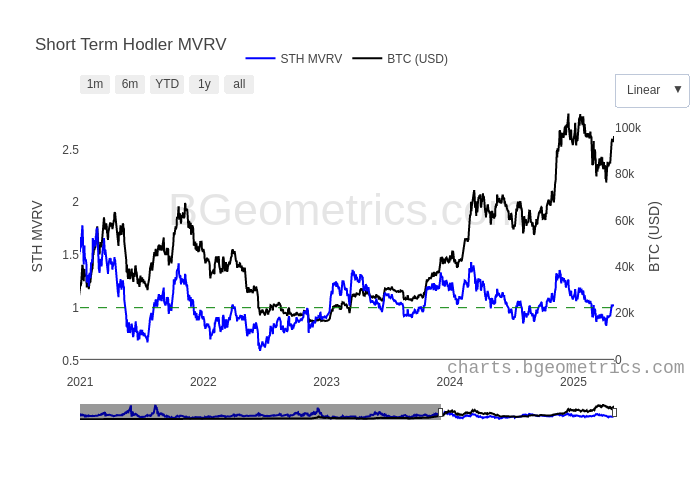 Short Term Hodler MVRV
STH MVRV BTC (USD)
1m 6m YTD 1y all
Linear ▼
BGeometrics.com
STH MVRV
2.5
2
1.5
1
0.5
100k
80k
60k
40k
20k
0
BTC (USD)
charts.bgeometrics.com
2021 2022 2023 2024 2025